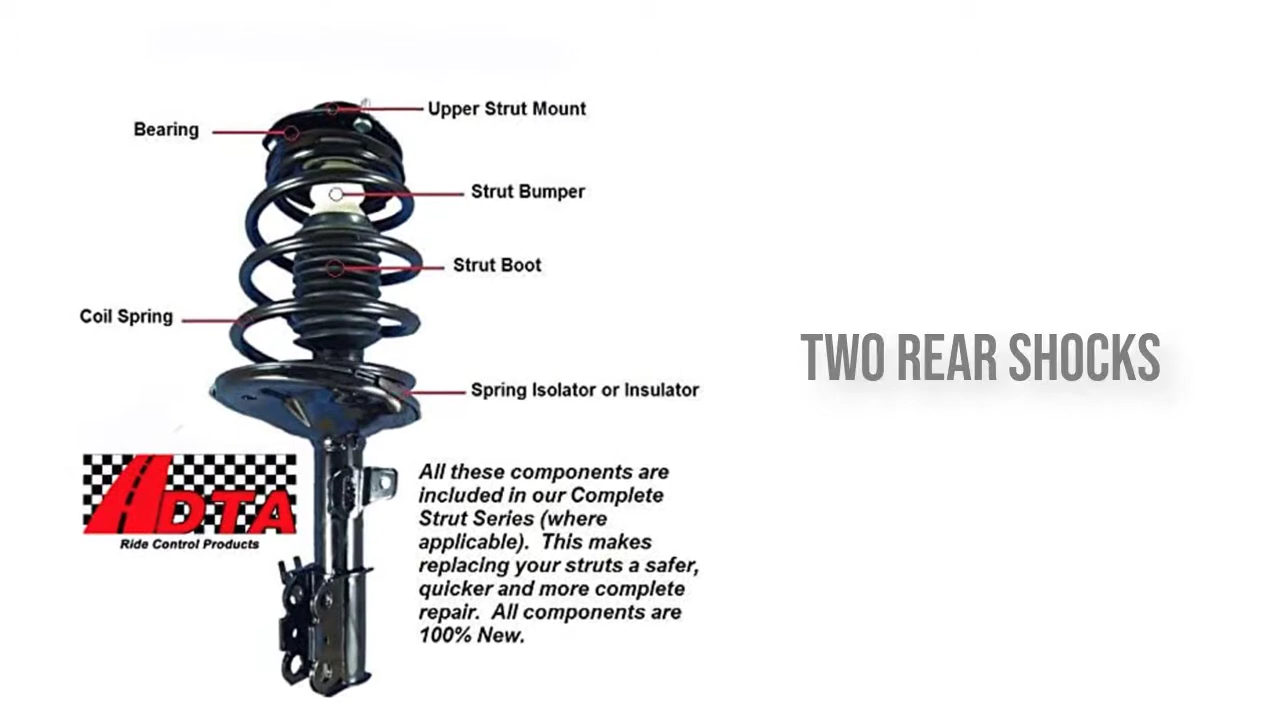 Upper Strut Mount
Bearing
Strut Bumper
Strut Boot
Coil Spring
Spring Isolator or Insulator
TWO REAR SHOCKS
DTA
Ride Control Products
All these components are
included in our Complete
Strut Series (where
applicable).  This makes
replacing your struts a safer,
quicker and more complete
repair.  All components are
100% New.